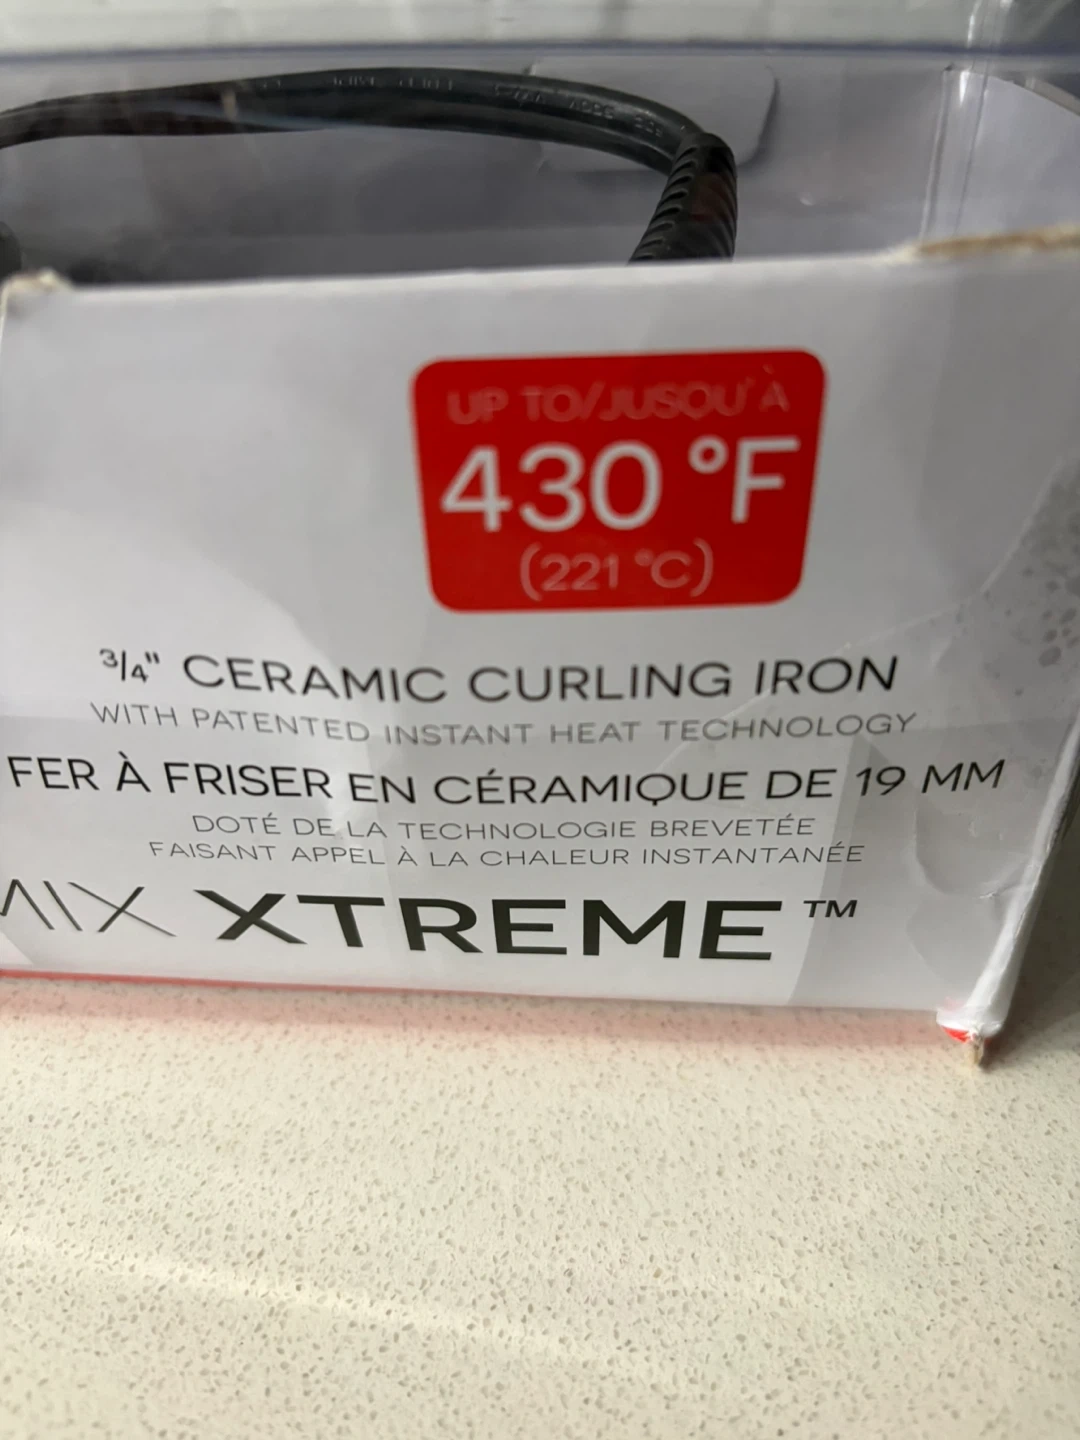 UP TO/JUSQU'À
430 °F
(221 °C)
3/4" CERAMIC CURLING IRON
WITH PATENTED INSTANT HEAT TECHNOLOGY
FER À FRISER EN CÉRAMIQUE DE 19 MM
DOTÉ DE LA TECHNOLOGIE BREVETÉE
FAISANT APPEL À LA CHALEUR INSTANTANÉE
XTREME™